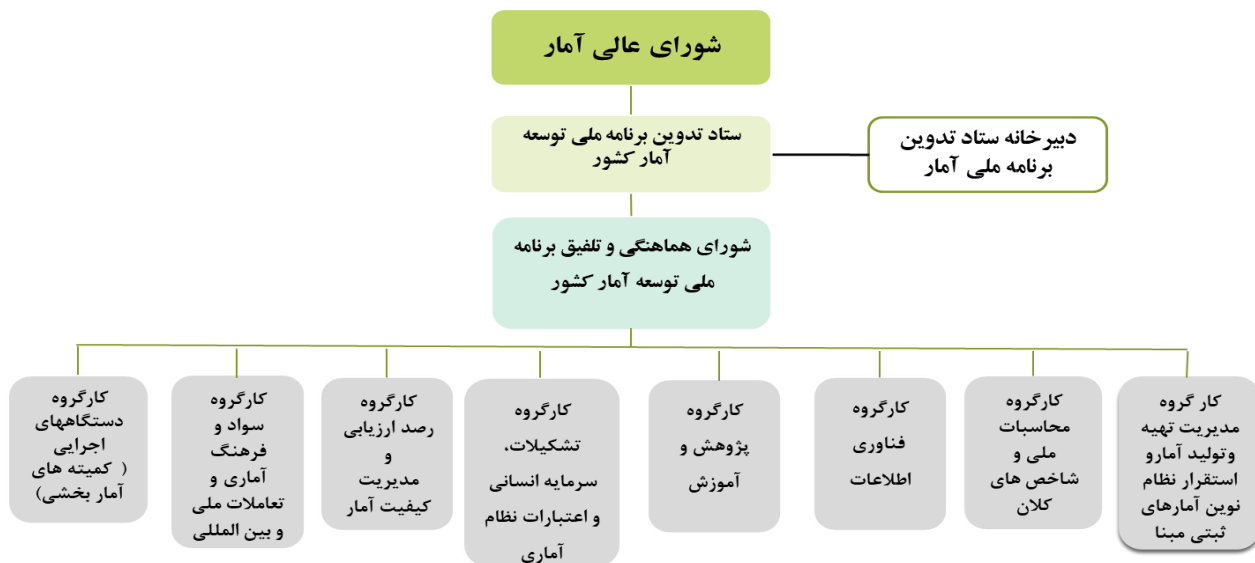 شورای عالی آمار
ستاد تدوین برنامه ملی توسعه
آمار کشور
دبیرخانه ستاد تدوین
برنامه ملی آمار
شورای هماهنگی و تلفیق برنامه
ملی توسعه آمار کشور
کار گروه
مدیریت تهیه
وتولید آمارو
استقرار نظام
نوین آمارهای
ثبتی مبنا
کارگروه
محاسبات
ملی و
شاخص های
کلان
کارگروه
فناوری
اطلاعات
کارگروه
پژوهش و
آموزش
کارگروه
تشکیلات،
سرمایه انسانی
و اعتبارات نظام
آماری
کارگروه
رصد ارزیابی
و
مدیریت
کیفیت آمار
کارگروه
سواد و
فرهنگ
آماری و
تعاملات ملی
و بین المللی
کارگروه
دستگاههای
اجرایی
( کمیته های
آمار بخشی)